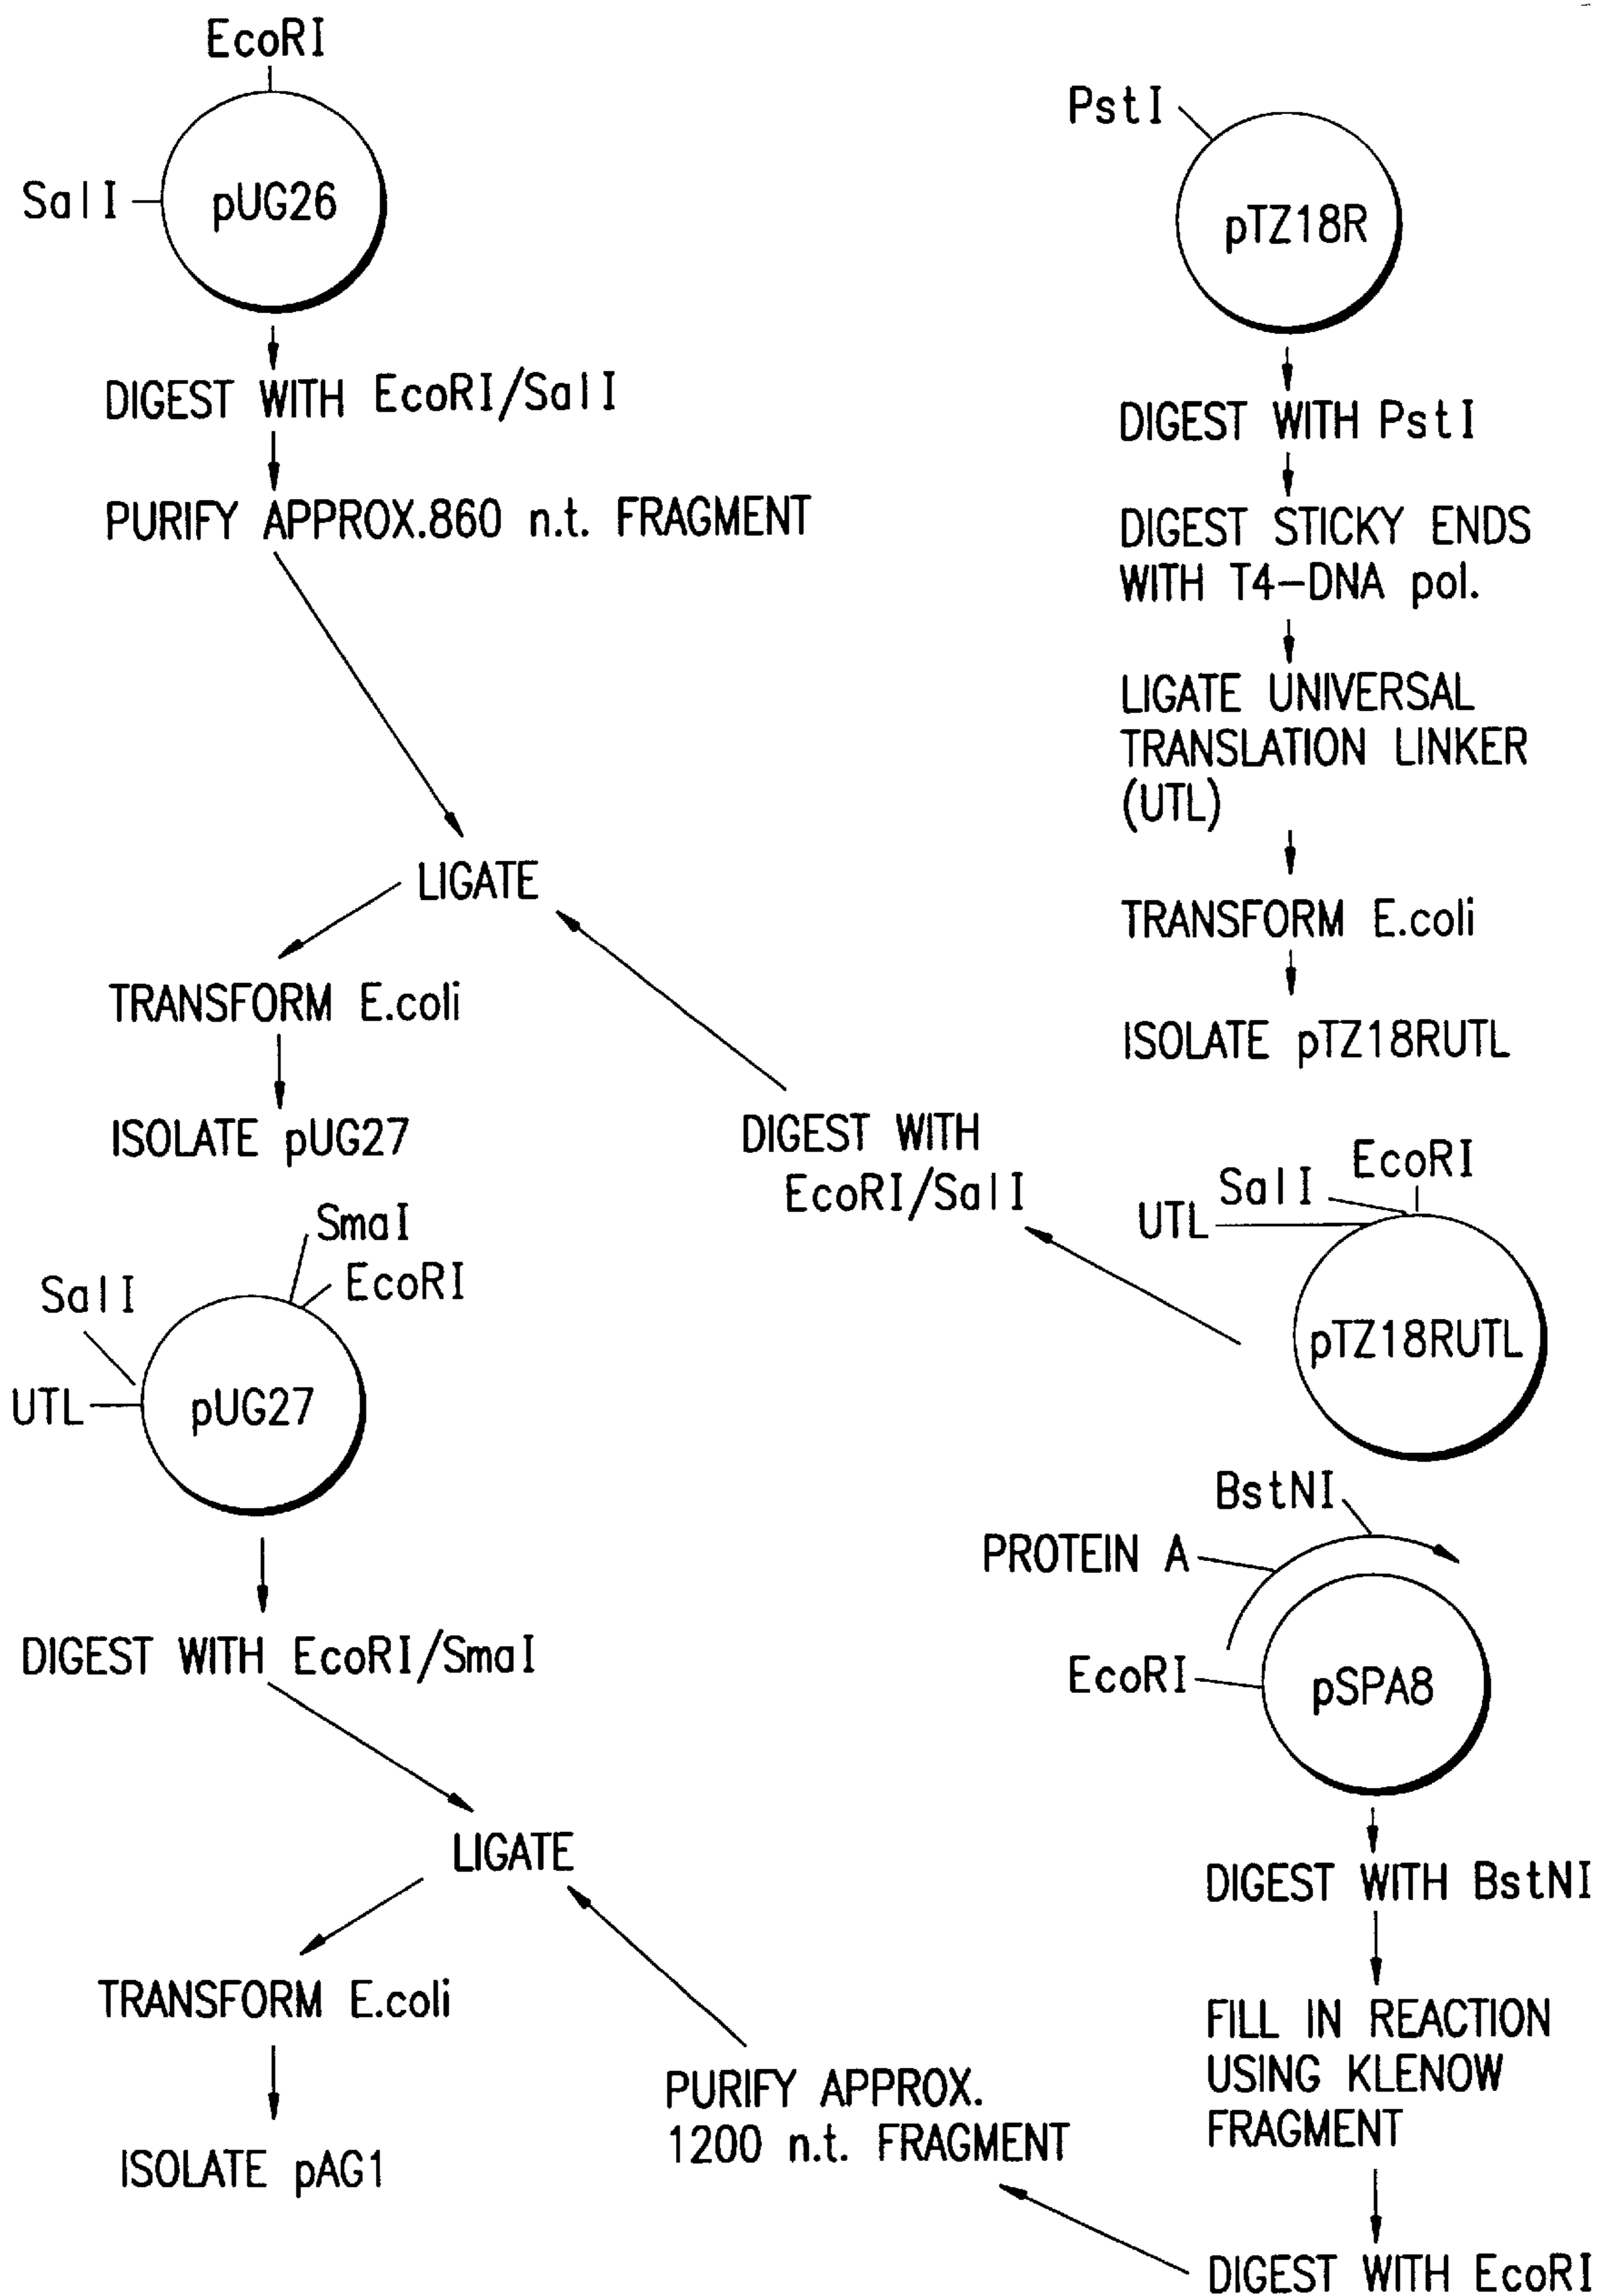 EcoRI
SalI
pUG26
DIGEST WITH EcoRI/SalI
PURIFY APPROX.860 n.t. FRAGMENT
PstI
pTZ18R
DIGEST WITH PstI
DIGEST STICKY ENDS
WITH T4-DNA pol.
LIGATE UNIVERSAL
TRANSLATION LINKER
(UTL)
TRANSFORM E.coli
ISOLATE pTZ18RUTL
EcoRI
SalI
UTL
pTZ18RUTL
DIGEST WITH
EcoRI/SalI
LIGATE
TRANSFORM E.coli
ISOLATE pUG27
SmaI
EcoRI
SalI
UTL
pUG27
DIGEST WITH EcoRI/SmaI
BstNI
PROTEIN A
EcoRI
pSPA8
DIGEST WITH BstNI
FILL IN REACTION
USING KLENOW
FRAGMENT
DIGEST WITH EcoRI
PURIFY APPROX.
1200 n.t. FRAGMENT
LIGATE
TRANSFORM E.coli
ISOLATE pAG1